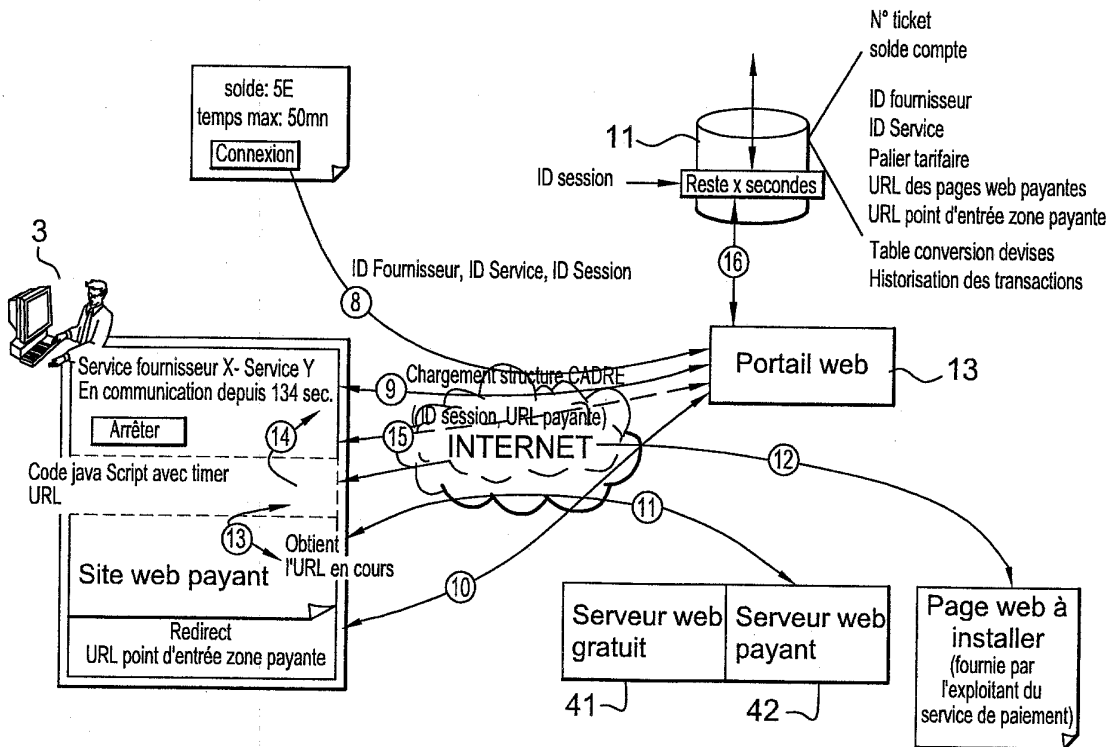 N° ticket
solde compte
solde: 5E
temps max: 50mn
Connexion
ID fournisseur
ID Service
Palier tarifaire
URL des pages web payantes
URL point d'entrée zone payante
Table conversion devises
Historisation des transactions
11
ID session
Reste x secondes
16
3
ID Fournisseur, ID Service, ID Session
8
Portail web
13
Service fournisseur X- Service Y
En communication depuis 134 sec.
Arrêter
9
Chargement structure CADRE
(ID session, URL payante)
14
15
INTERNET
12
Code java Script avec timer
URL
11
13
Obtient
l'URL en cours
Site web payant
10
Redirect
URL point d'entrée zone payante
Serveur web
gratuit
Serveur web
payant
41
42
Page web à
installer
(fournie par
l'exploitant du
service de paiement)